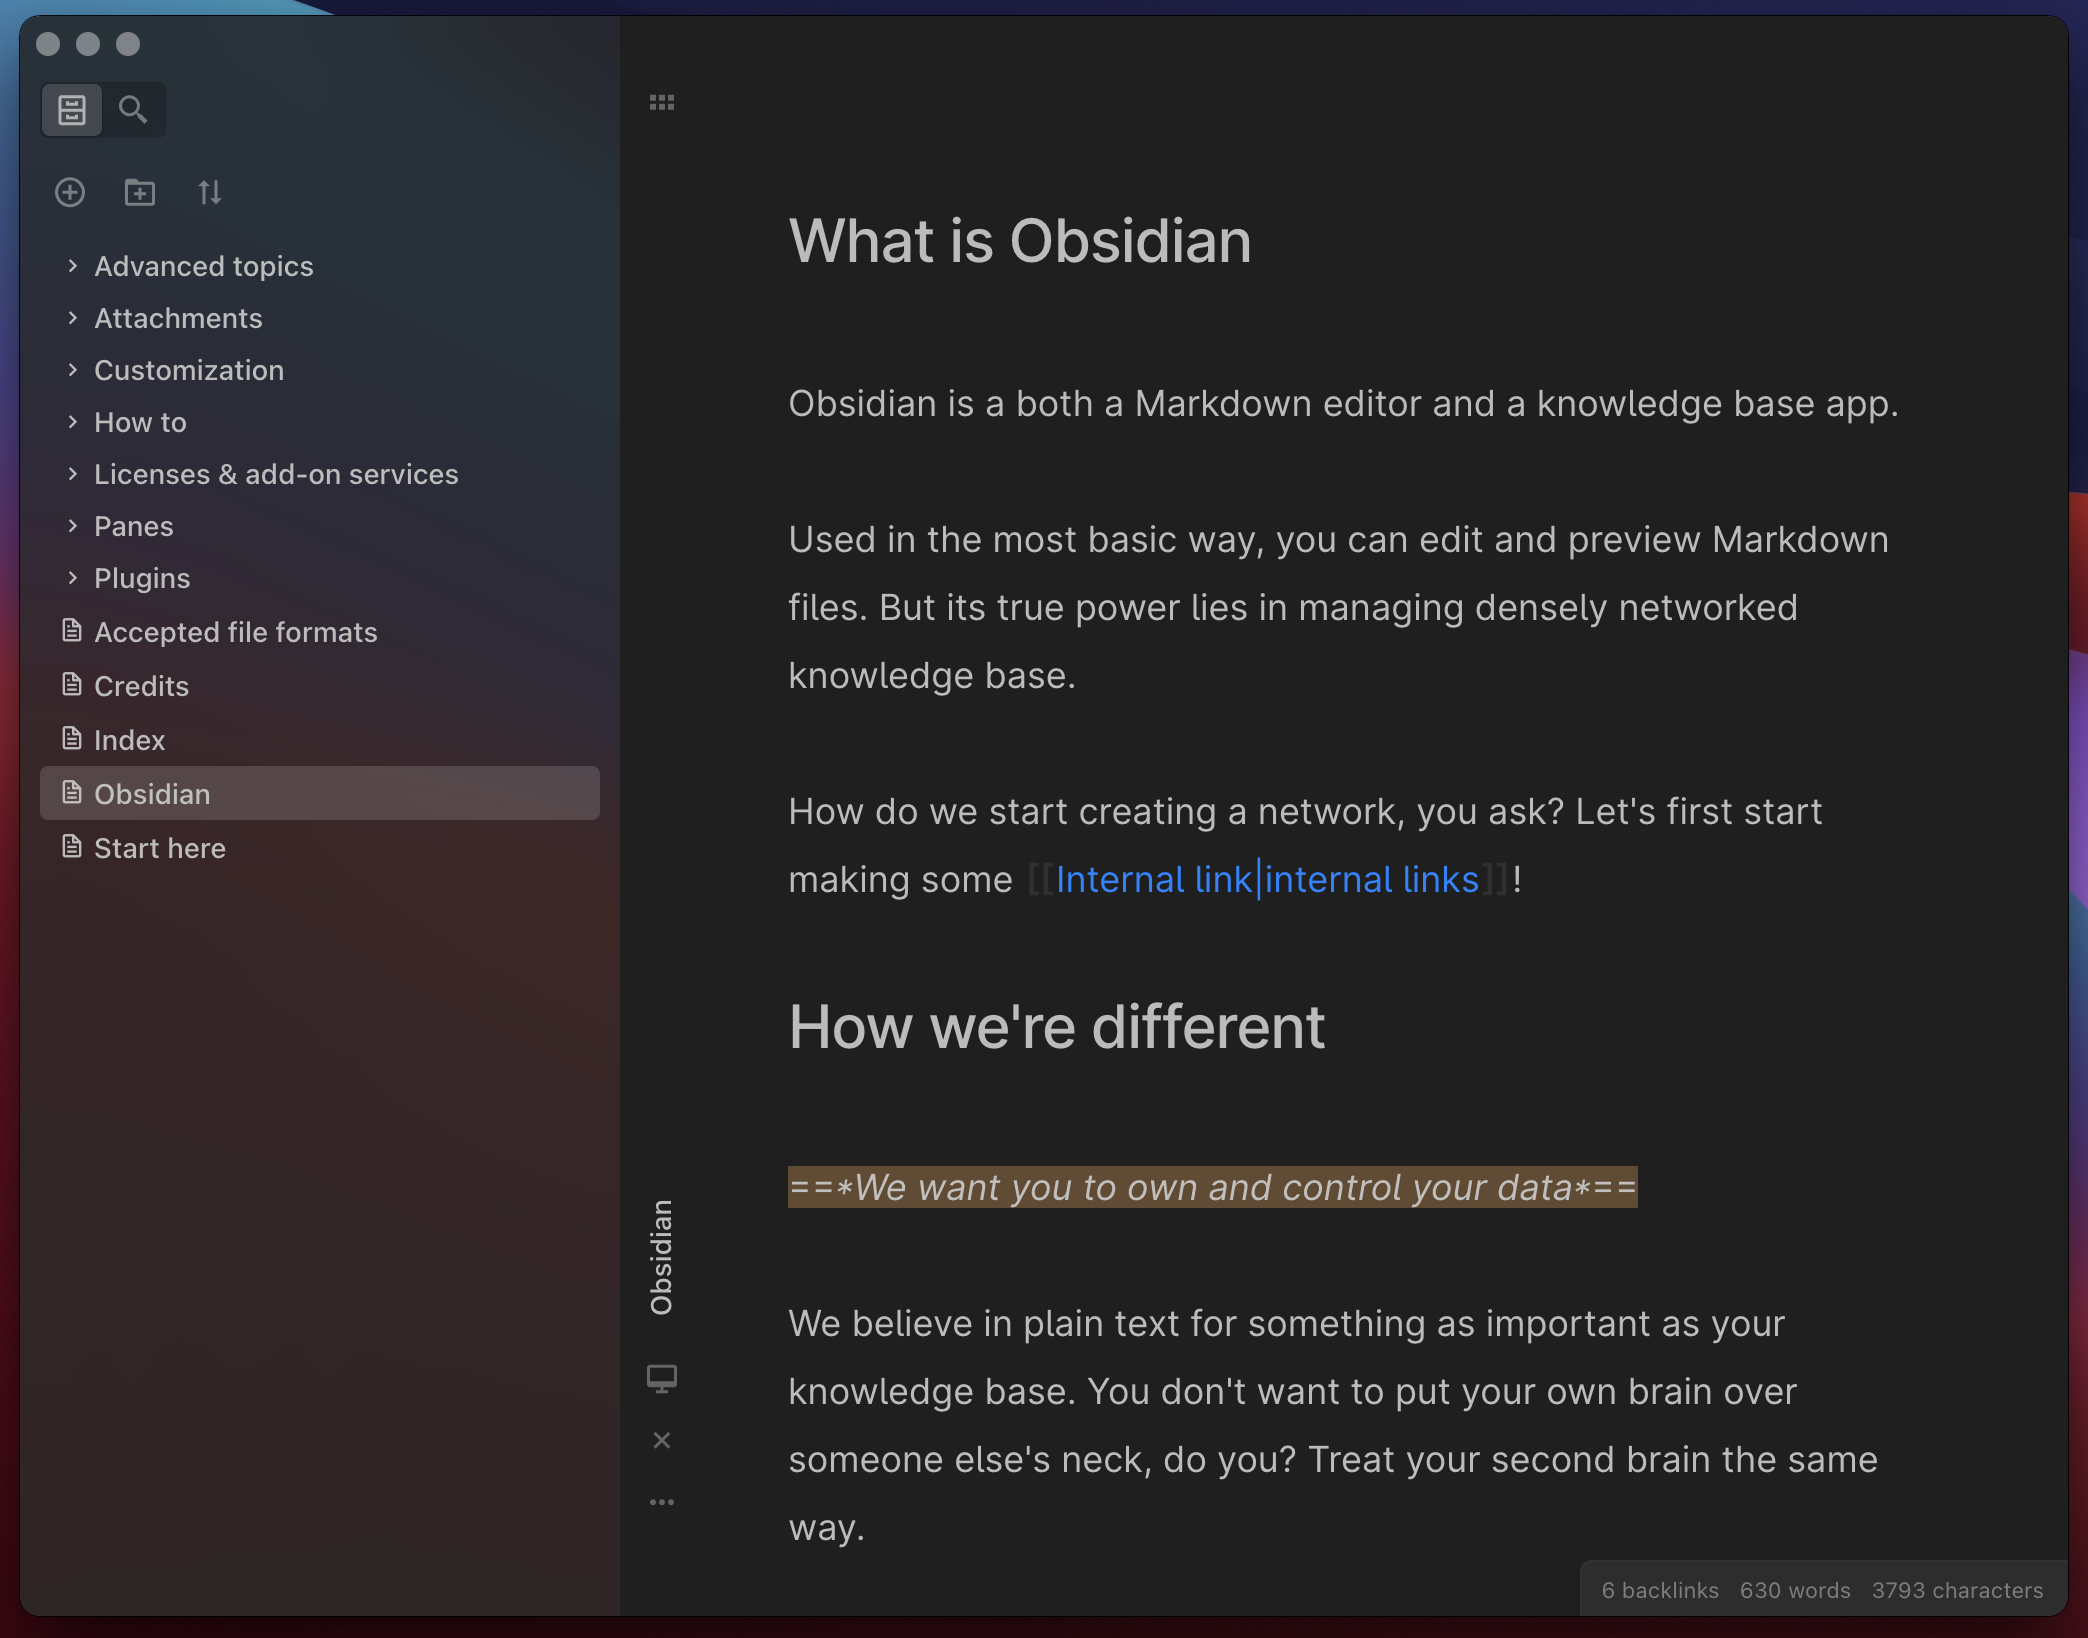 Advanced topics
Attachments
Customization
How to
Licenses & add-on services
Panes
Plugins
Accepted file formats
Credits
Index
Obsidian
Start here
What is Obsidian
Obsidian is a both a Markdown editor and a knowledge base app.
Used in the most basic way, you can edit and preview Markdown
files. But its true power lies in managing densely networked
knowledge base.
How do we start creating a network, you ask? Let's first start
making some [[Internal link|internal links]]!
How we're different
==*We want you to own and control your data*==
We believe in plain text for something as important as your
knowledge base. You don't want to put your own brain over
someone else's neck, do you? Treat your second brain the same
way.
Obsidian
6 backlinks 630 words 3793 characters